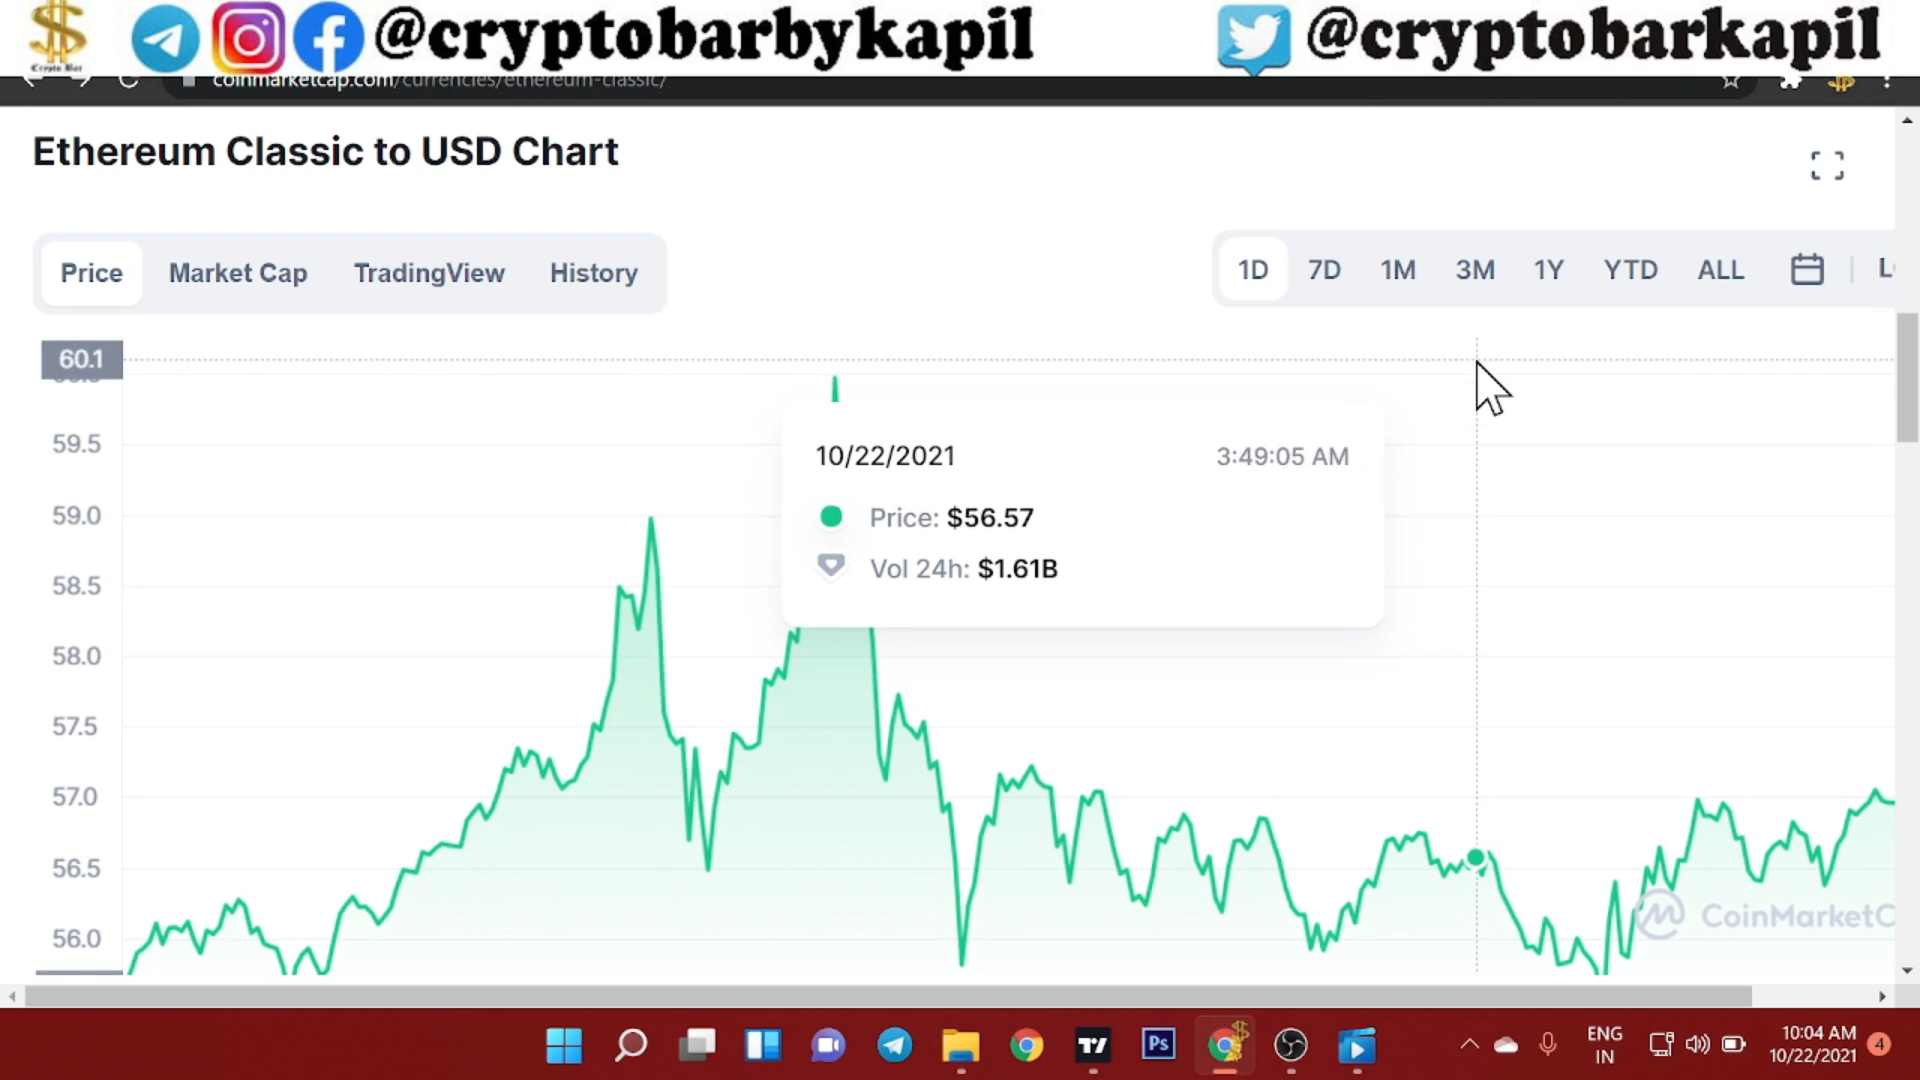 Crypto Bar
@cryptobarbykapil
@cryptobarkapil
coinmarketcap.com/currencies/ethereum-classic/
Ethereum Classic to USD Chart
Price Market Cap TradingView History
1D 7D 1M 3M 1Y YTD ALL
60.1
59.5
59.0
58.5
58.0
57.5
57.0
56.5
56.0
10/22/2021 3:49:05 AM
Price: $56.57
Vol 24h: $1.61B
CoinMarketC
Ps
ENG
IN
10:04 AM
10/22/2021
4